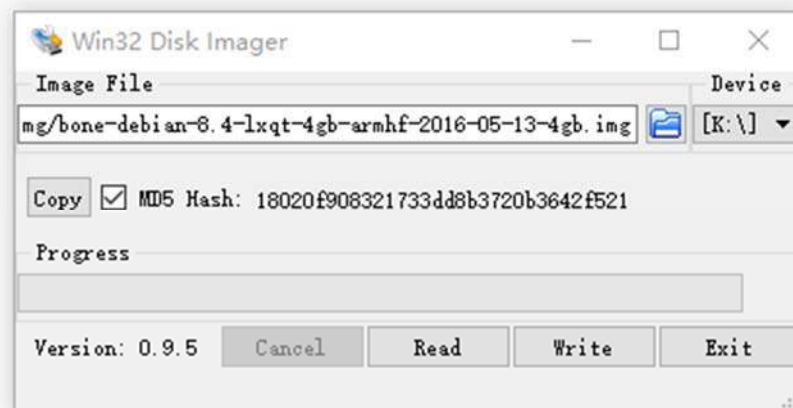 Win32 Disk Imager
Image File
Device
mg/bone-debian-8.4-lxqt-4gb-armhf-2016-05-13-4gb.img
[K:\]
Copy MD5 Hash: 18020f908321733dd8b3720b3642f521
Progress
Version: 0.9.5 Cancel Read Write Exit